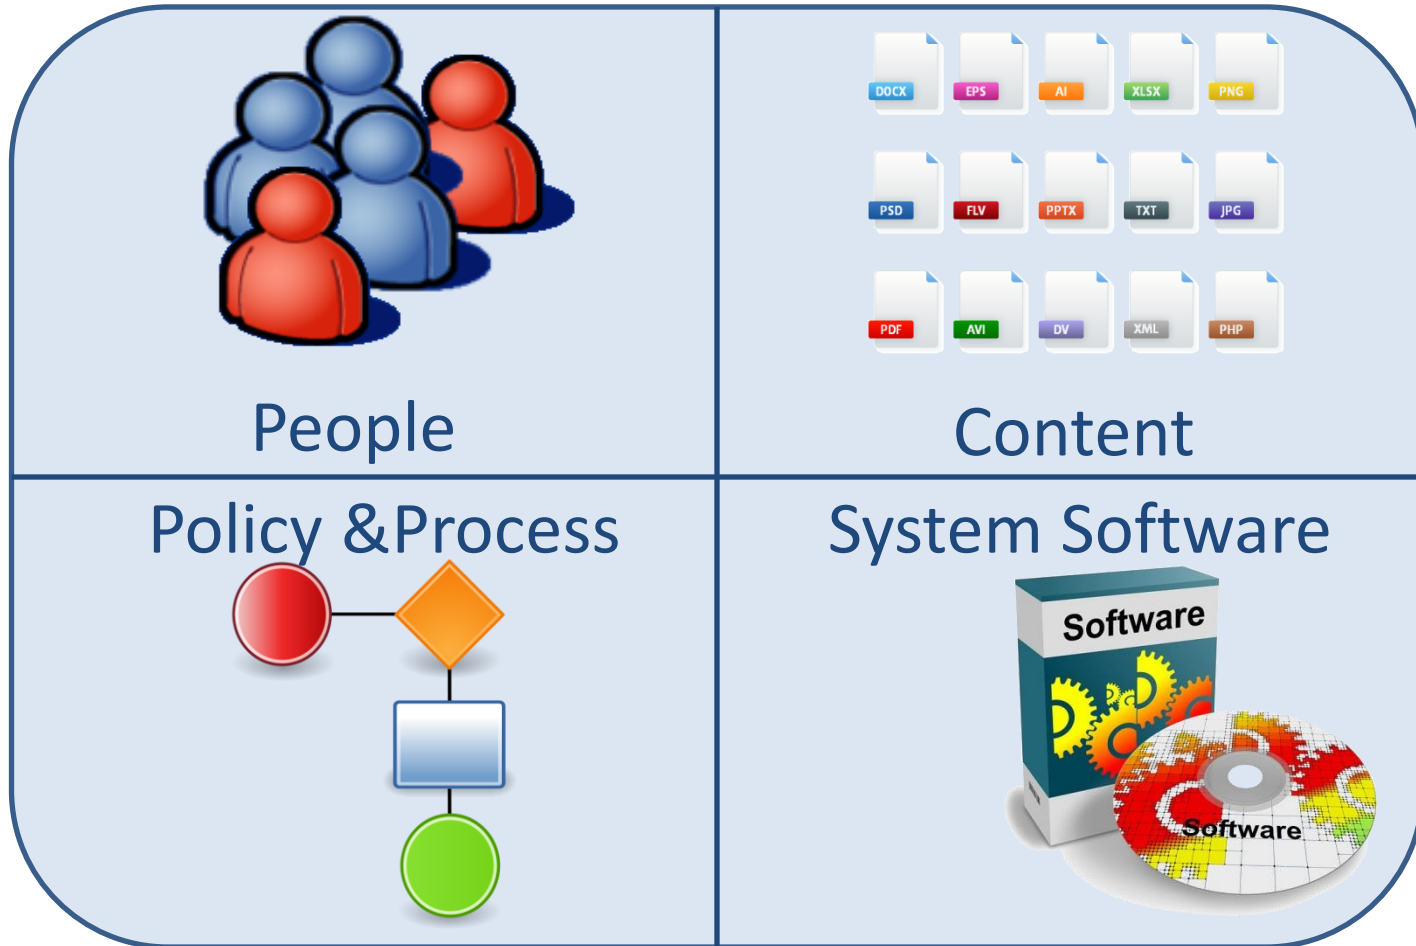 DOCX EPS AI XLSX PNG
PSD FLV PPTX TXT JPG
PDF AVI DV XML PHP
People
Content
Policy &Process
System Software
Software
Software